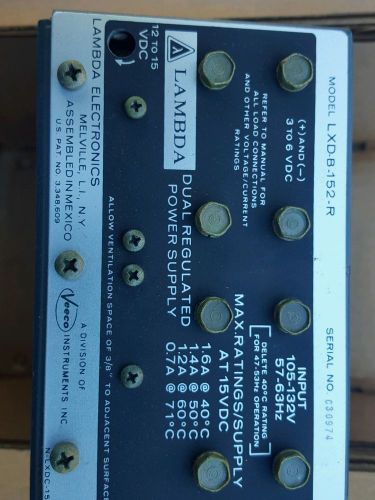 MODEL LXD-B-152-R
SERIAL NO. C30974
(+) AND (-)
3 TO 6 VDC
REFER TO MANUAL FOR
ALL LOAD CONNECTIONS
AND OTHER VOLTAGE/CURRENT
RATINGS
INPUT
105-132V
57-63Hz
DELETE 40°C RATING
FOR 47-53Hz OPERATION
MAX. RATINGS/SUPPLY
AT 15VDC
1.6A @ 40°C
1.4A @ 50°C
1.2A @ 60°C
0.7A @ 71°C
LAMBDA
DUAL REGULATED
POWER SUPPLY
12 TO 15
VDC
ALLOW VENTILATION SPACE OF 3/8" TO ADJACENT SURFACE
LAMBDA ELECTRONICS
MELVILLE, L.I., N.Y.
ASSEMBLED IN MEXICO
U.S. PAT. NO. 3,348,609
A DIVISION OF
Veeco INSTRUMENTS INC.